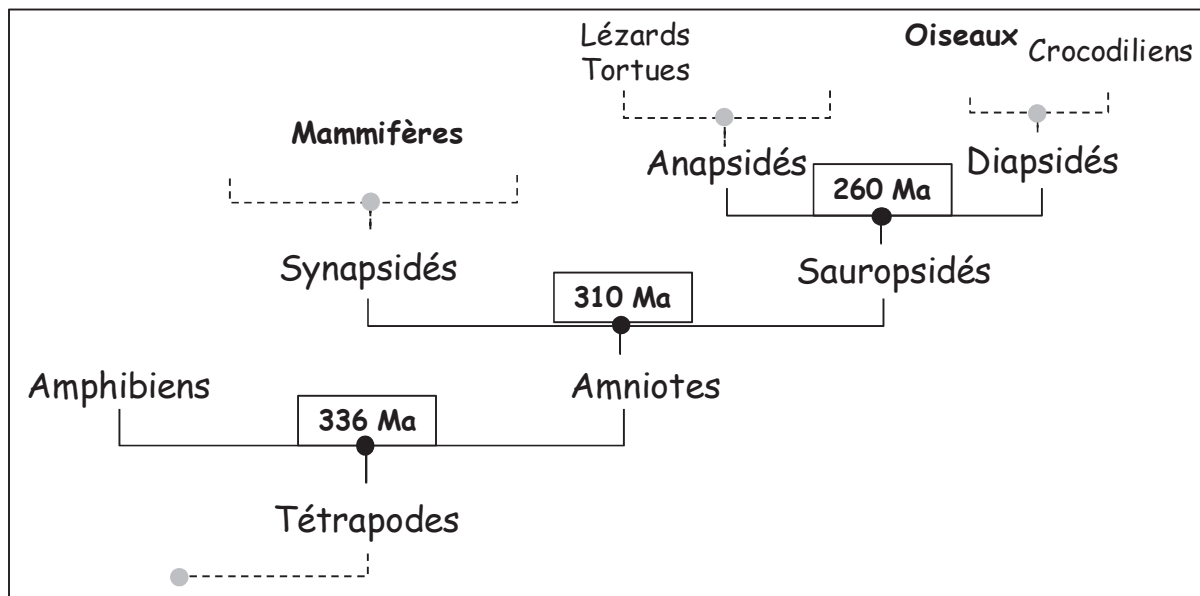 Lézards
Tortues
Oiseaux
Crocodiliens
Mammifères
Anapsidés
Diapsidés
260 Ma
Synapsidés
Sauropsidés
310 Ma
Amphibiens
Amniotes
336 Ma
Tétrapodes